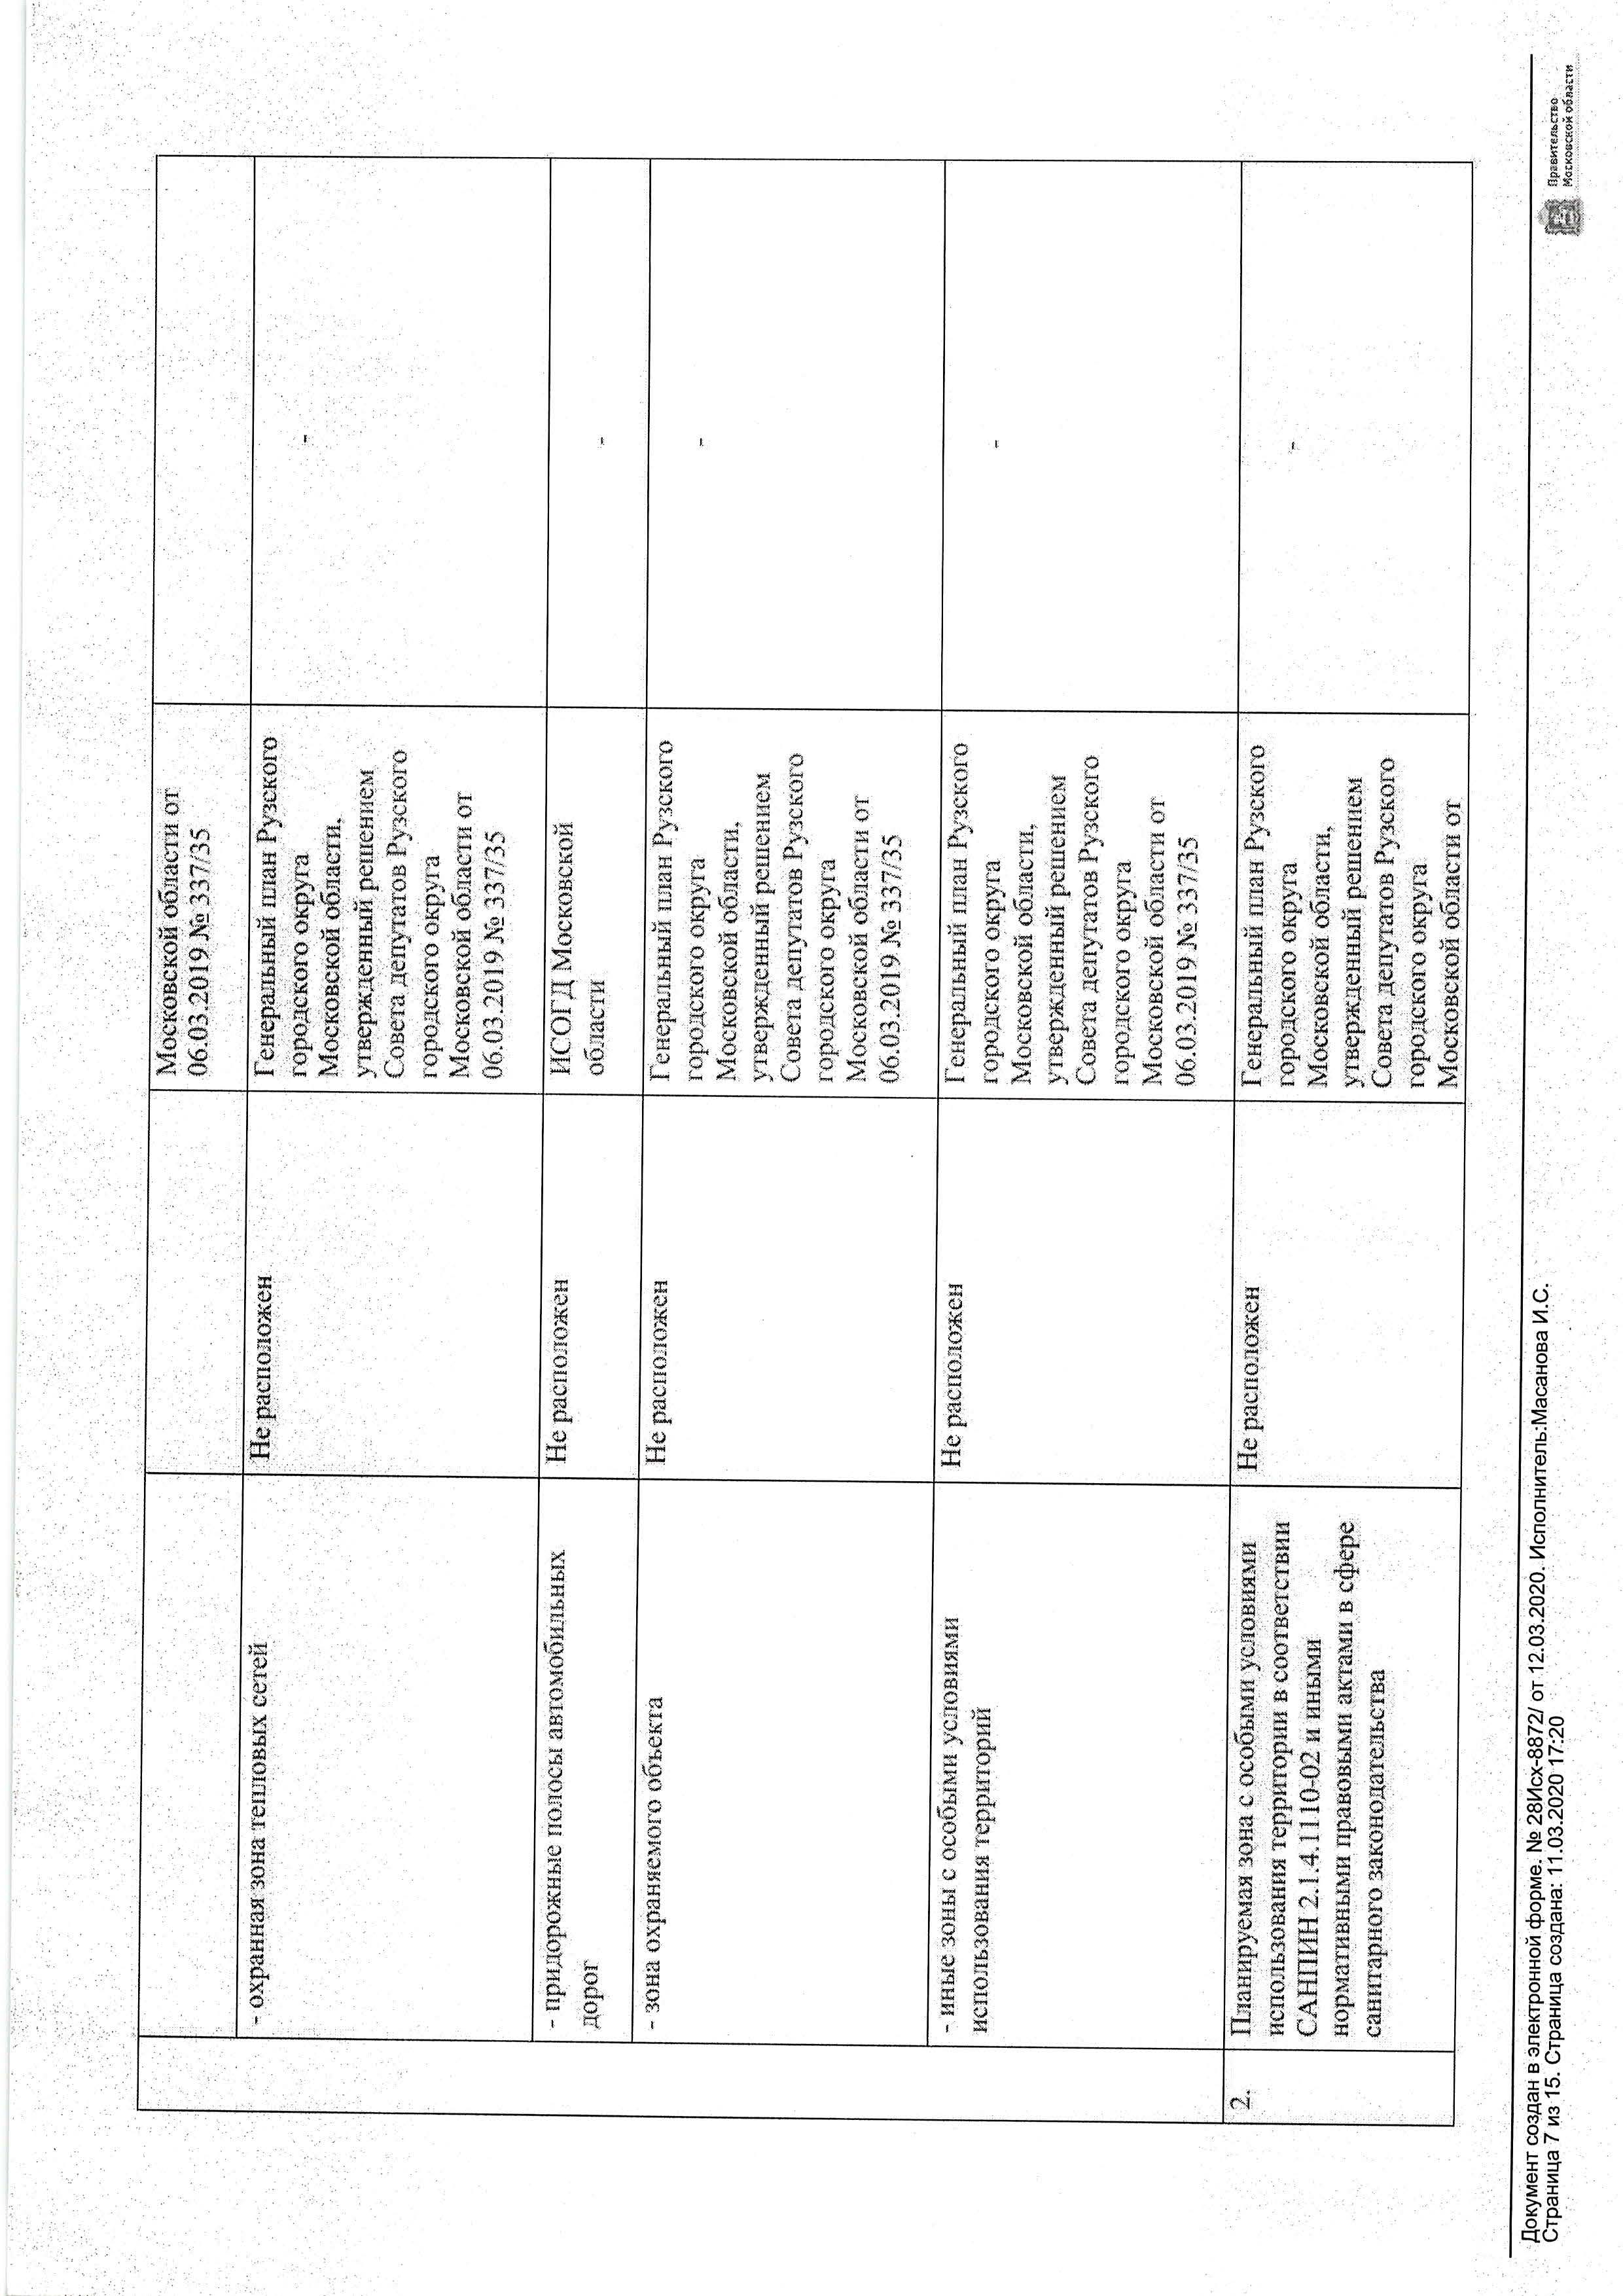 Московской области от
06.03.2019 № 337/35
- охранная зона тепловых сетей
Не расположен
Генеральный план Рузского
городского округа
Московской области,
утвержденный решением
Совета депутатов Рузского
городского округа
Московской области от
06.03.2019 № 337/35
-
- придорожные полосы автомобильных
дорог
Не расположен
ИСОГД Московской
области
-
- зона охраняемого объекта
Не расположен
Генеральный план Рузского
городского округа
Московской области,
утвержденный решением
Совета депутатов Рузского
городского округа
Московской области от
06.03.2019 № 337/35
-
- иные зоны с особыми условиями
использования территорий
Не расположен
Генеральный план Рузского
городского округа
Московской области,
утвержденный решением
Совета депутатов Рузского
городского округа
Московской области от
06.03.2019 № 337/35
-
2.
Планируемая зона с особыми условиями
использования территории в соответствии
САНПИН 2.1.4.1110-02 и иными
нормативными правовыми актами в сфере
санитарного законодательства
Не расположен
Генеральный план Рузского
городского округа
Московской области,
утвержденный решением
Совета депутатов Рузского
городского округа
Московской области от
-
Документ создан в электронной форме. № 28Исх-8872/ от 12.03.2020. Исполнитель:Масанова И.С.
Страница 7 из 15. Страница создана: 11.03.2020 17:20
Правительство
Московской области